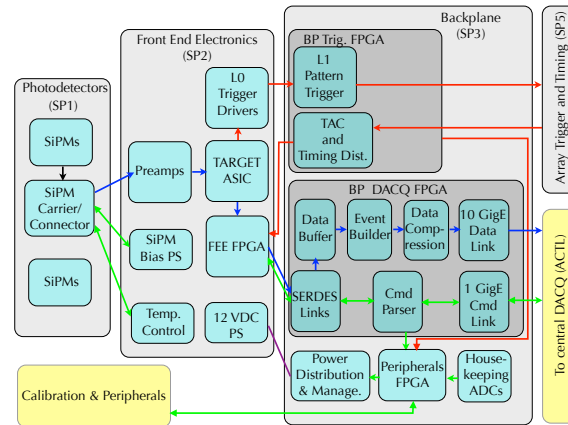 Photodetectors
(SP1)
SiPMs
SiPM
Carrier/
Connector
SiPMs
Front End Electronics
(SP2)
L0
Trigger
Drivers
Preamps
TARGET
ASIC
SiPM
Bias PS
FEE FPGA
Temp.
Control
12 VDC
PS
Backplane
(SP3)
BP Trig. FPGA
L1
Pattern
Trigger
TAC
and
Timing Dist.
BP DACQ FPGA
Data
Buffer
Event
Builder
Data
Comp-
ression
10 GigE
Data
Link
SERDES
Links
Cmd
Parser
1 GigE
Cmd
Link
Power
Distribution
& Manage.
Peripherals
FPGA
House-
keeping
ADCs
Array Trigger and Timing (SP5)
To central DACQ (ACTL)
Calibration & Peripherals